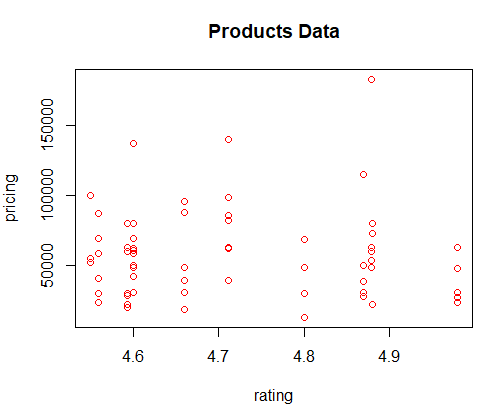 Products Data
150000
100000
50000
pricing
4.6 4.7 4.8 4.9
rating